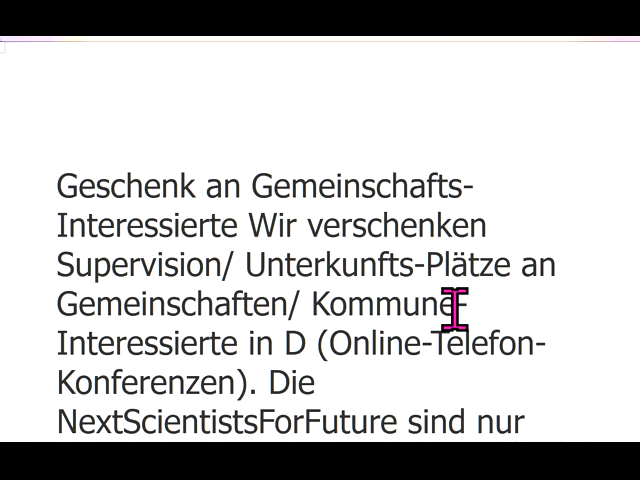 Geschenk an Gemeinschafts-
Interessierte Wir verschenken
Supervision/ Unterkunfts-Plätze an
Gemeinschaften/ Kommune-
Interessierte in D (Online-Telefon-
Konferenzen). Die
NextScientistsForFuture sind nur